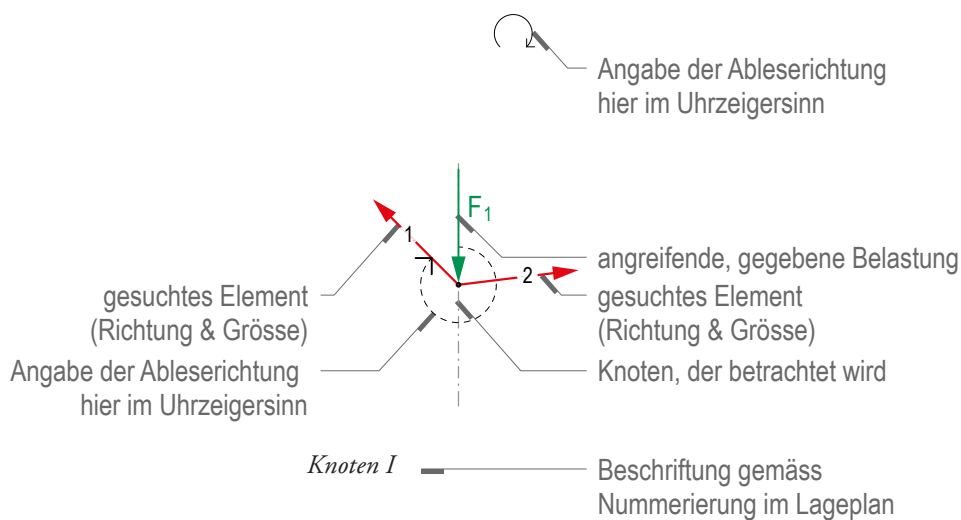 Angabe der Ableserichtung
hier im Uhrzeigersinn
F1
1
2
angreifende, gegebene Belastung
gesuchtes Element
(Richtung & Grösse)
gesuchtes Element
(Richtung & Grösse)
Angabe der Ableserichtung
hier im Uhrzeigersinn
Knoten, der betrachtet wird
Knoten I
Beschriftung gemäss
Nummerierung im Lageplan